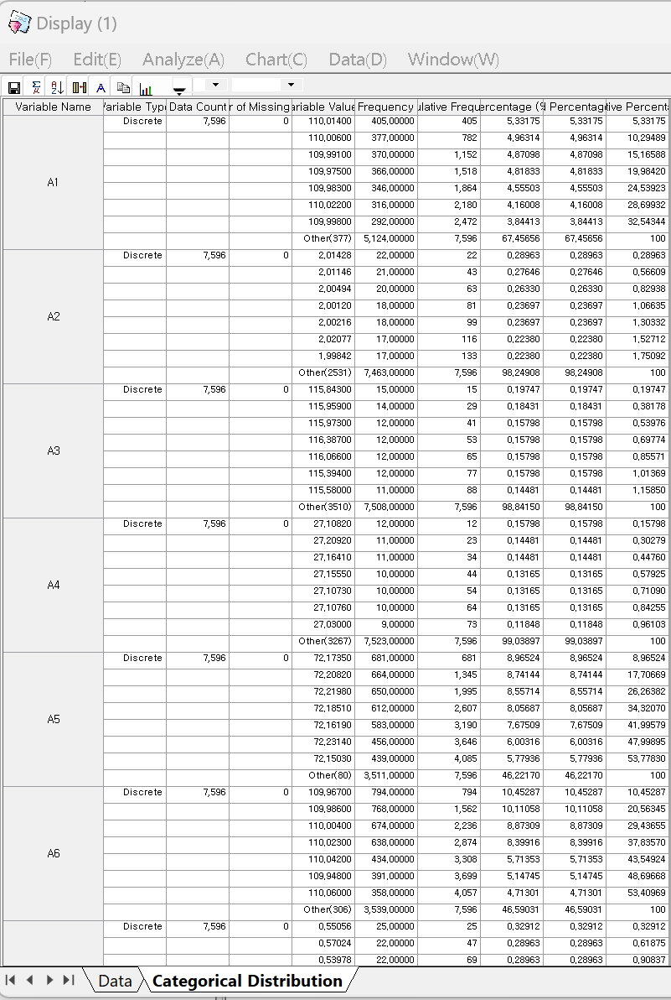 Display (1)
File(F) Edit(E) Analyze(A) Chart(C) Data(D) Window(W)
A
Variable Name /ariable Type Data Count r of Missing ariable Value Frequency ulative Frequ ercentage (% l Percentag tive Percenta
A1 Discrete 7,596 0 110,01400 405,00000 405 5,33175 5,33175 5,33175
110,00600 377,00000 782 4,96314 4,96314 10,29489
109,99100 370,00000 1,152 4,87098 4,87098 15,16588
109,97500 366,00000 1,518 4,81833 4,81833 19,98420
109,98300 346,00000 1,864 4,55503 4,55503 24,53923
110,02200 316,00000 2,180 4,16008 4,16008 28,69932
109,99800 292,00000 2,472 3,84413 3,84413 32,54344
Other(377) 5,124,00000 7,596 67,45656 67,45656 100
A2 Discrete 7,596 0 2,01428 22,00000 22 0,28963 0,28963 0,28963
2,01146 21,00000 43 0,27646 0,27646 0,56609
2,00494 20,00000 63 0,26330 0,26330 0,82938
2,00120 18,00000 81 0,23697 0,23697 1,06635
2,00216 18,00000 99 0,23697 0,23697 1,30332
2,02077 17,00000 116 0,22380 0,22380 1,52712
1,99842 17,00000 133 0,22380 0,22380 1,75092
Other(2531) 7,463,00000 7,596 98,24908 98,24908 100
A3 Discrete 7,596 0 115,84300 15,00000 15 0,19747 0,19747 0,19747
115,95900 14,00000 29 0,18431 0,18431 0,38178
115,97300 12,00000 41 0,15798 0,15798 0,53976
116,38700 12,00000 53 0,15798 0,15798 0,69774
116,06600 12,00000 65 0,15798 0,15798 0,85571
115,39400 12,00000 77 0,15798 0,15798 1,01369
115,58000 11,00000 88 0,14481 0,14481 1,15850
Other(3510) 7,508,00000 7,596 98,84150 98,84150 100
A4 Discrete 7,596 0 27,10820 12,00000 12 0,15798 0,15798 0,15798
27,20920 11,00000 23 0,14481 0,14481 0,30279
27,16410 11,00000 34 0,14481 0,14481 0,44760
27,15550 10,00000 44 0,13165 0,13165 0,57925
27,10730 10,00000 54 0,13165 0,13165 0,71090
27,10760 10,00000 64 0,13165 0,13165 0,84255
27,03000 9,00000 73 0,11848 0,11848 0,96103
Other(3267) 7,523,00000 7,596 99,03897 99,03897 100
A5 Discrete 7,596 0 72,17350 681,00000 681 8,96524 8,96524 8,96524
72,20820 664,00000 1,345 8,74144 8,74144 17,70669
72,21980 650,00000 1,995 8,55714 8,55714 26,26382
72,18510 612,00000 2,607 8,05687 8,05687 34,32070
72,16190 583,00000 3,190 7,67509 7,67509 41,99579
72,23140 456,00000 3,646 6,00316 6,00316 47,99895
72,15030 439,00000 4,085 5,77936 5,77936 53,77830
Other(80) 3,511,00000 7,596 46,22170 46,22170 100
A6 Discrete 7,596 0 109,96700 794,00000 794 10,45287 10,45287 10,45287
109,98600 768,00000 1,562 10,11058 10,11058 20,56345
110,00400 674,00000 2,236 8,87309 8,87309 29,43655
110,02300 638,00000 2,874 8,39916 8,39916 37,83570
110,04200 434,00000 3,308 5,71353 5,71353 43,54924
109,94800 391,00000 3,699 5,14745 5,14745 48,69668
110,06000 358,00000 4,057 4,71301 4,71301 53,40969
Other(306) 3,539,00000 7,596 46,59031 46,59031 100
Discrete 7,596 0 0,55056 25,00000 25 0,32912 0,32912 0,32912
0,57024 22,00000 47 0,28963 0,28963 0,61875
0,53978 22,00000 69 0,28963 0,28963 0,90837
Data Categorical Distribution